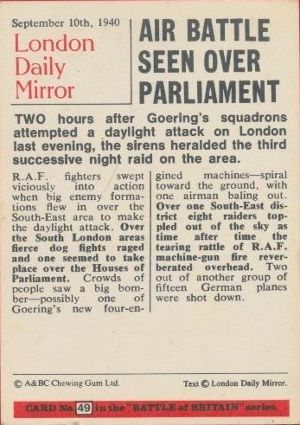 September 10th, 1940
London
Daily
Mirror
AIR BATTLE
SEEN OVER
PARLIAMENT
TWO hours after Goering's squadrons
attempted a daylight attack on London
last evening, the sirens heralded the third
successive night raid on the area.
R.A.F. fighters swept
viciously into action
when big enemy forma-
tions flew in over the
South-East area to make
the daylight attack. Over
the South London areas
fierce dog fights raged
and one seemed to take
place over the Houses of
Parliament. Crowds of
people saw a big bom-
ber—possibly one of
Goering's new four-en-
gined machines—spiral
toward the ground, with
one airman baling out.
Over one South-East dis-
trict eight raiders topp-
led out of the sky as
time after time the
tearing rattle of R.A.F.
machine-gun fire rever-
berated overhead. Two
out of another group of
fifteen German planes
were shot down.
© A&BC Chewing Gum Ltd.
Text © London Daily Mirror.
CARD No. 49 in the "BATTLE OF BRITAIN" series.